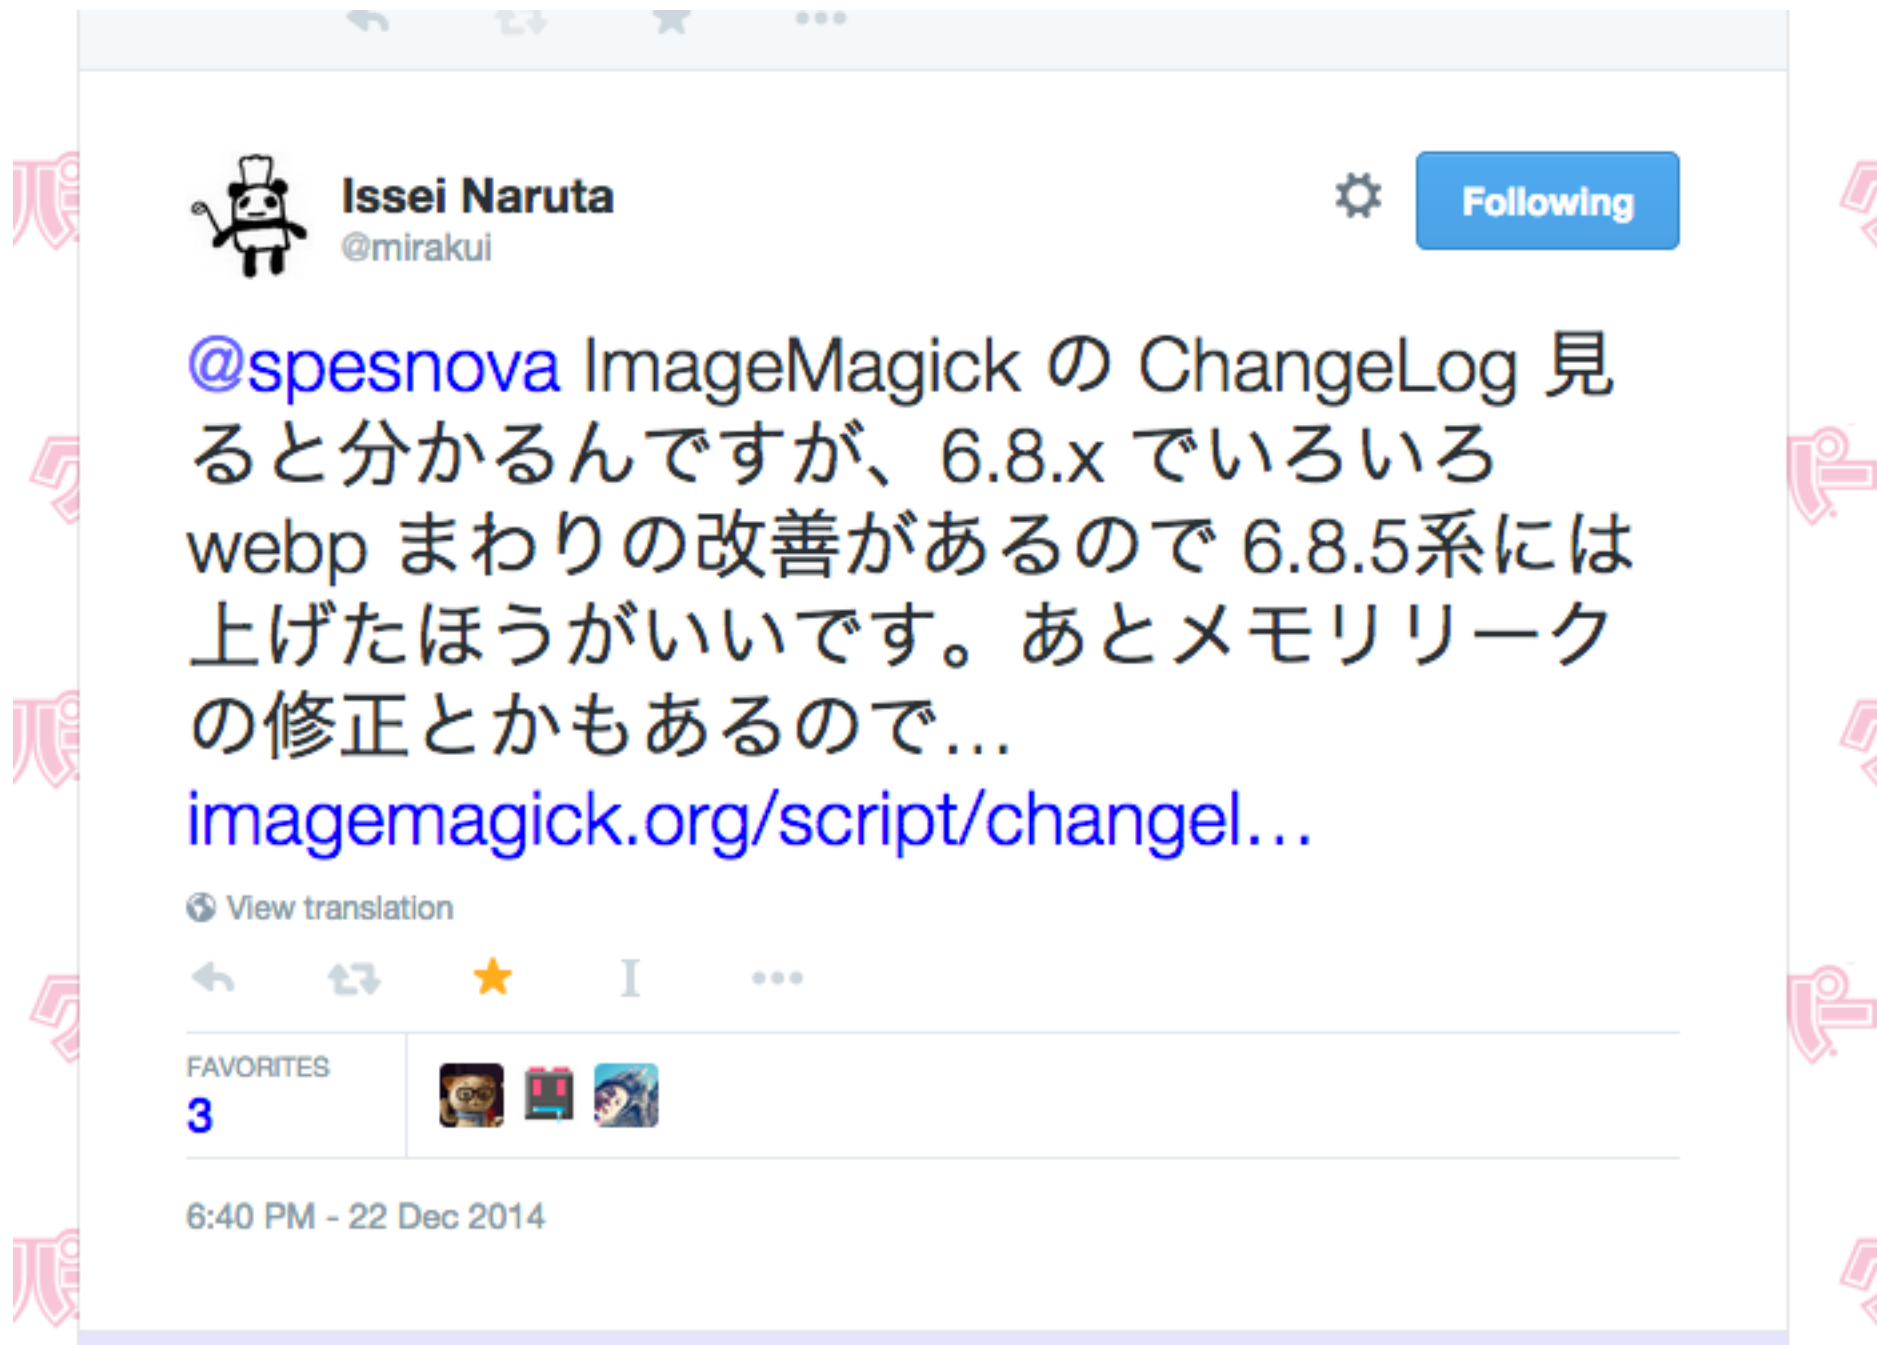 Issei Naruta
@mirakui
Following
@spesnova ImageMagick の ChangeLog 見
ると分かるんですが、6.8.x でいろいろ
webp まわりの改善があるので 6.8.5系には
上げたほうがいいです。あとメモリリーク
の修正とかもあるので…
imagemagick.org/script/changel…
View translation
FAVORITES
3
6:40 PM - 22 Dec 2014